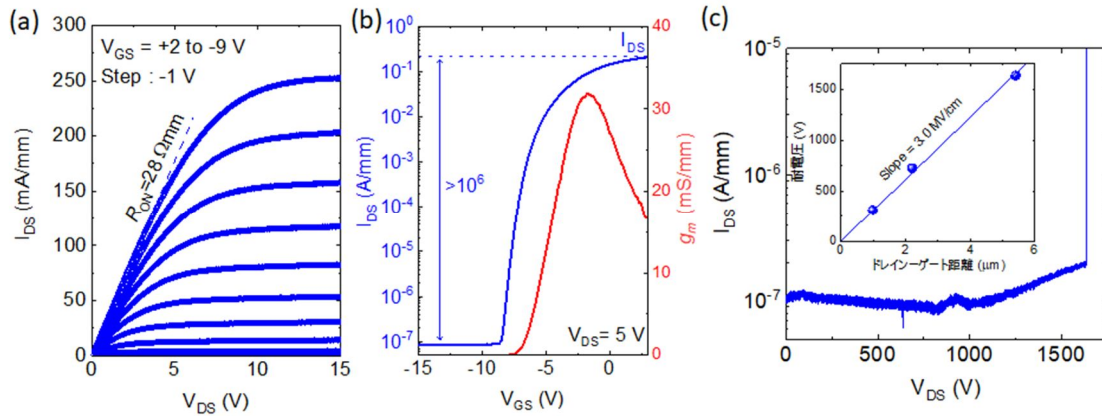 (a)
300
250
200
150
100
50
0
I_DS (mA/mm)
V_GS = +2 to -9 V
Step : -1 V
R_ON=28 Ωmm
0 5 10 15
V_DS (V)
(b)
10^0
10^-1
10^-2
10^-3
10^-4
10^-5
10^-6
10^-7
I_DS (A/mm)
I_DS
>10^6
V_DS= 5 V
40
30
20
10
0
g_m (mS/mm)
-15 -10 -5 0
V_GS (V)
(c)
10^-5
10^-6
10^-7
I_DS (A/mm)
1500
1000
500
0
耐電圧 (V)
Slope = 3.0 MV/cm
0 2 4 6
ドレインーゲート距離 (μm)
0 500 1000 1500
V_DS (V)